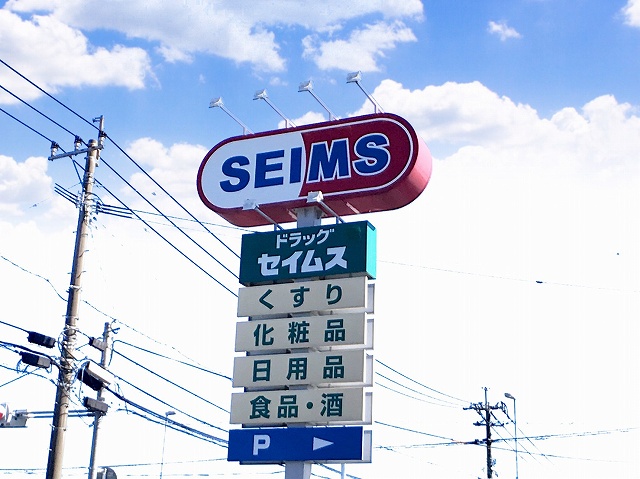 SEIMS
ドラッグ
セイムス
くすり
化粧品
日用品
食品・酒
P